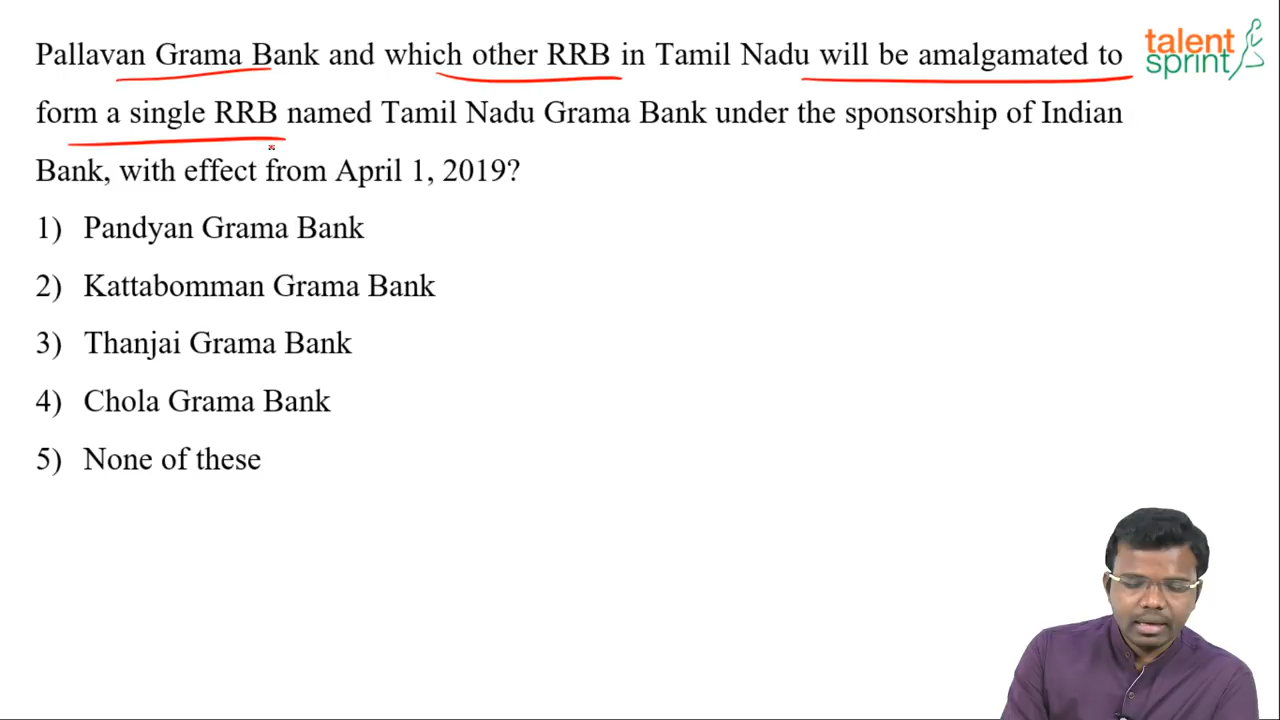 Pallavan Grama Bank and which other RRB in Tamil Nadu will be amalgamated to
form a single RRB named Tamil Nadu Grama Bank under the sponsorship of Indian
Bank, with effect from April 1, 2019?
1) Pandyan Grama Bank
2) Kattabomman Grama Bank
3) Thanjai Grama Bank
4) Chola Grama Bank
5) None of these
talent
sprint